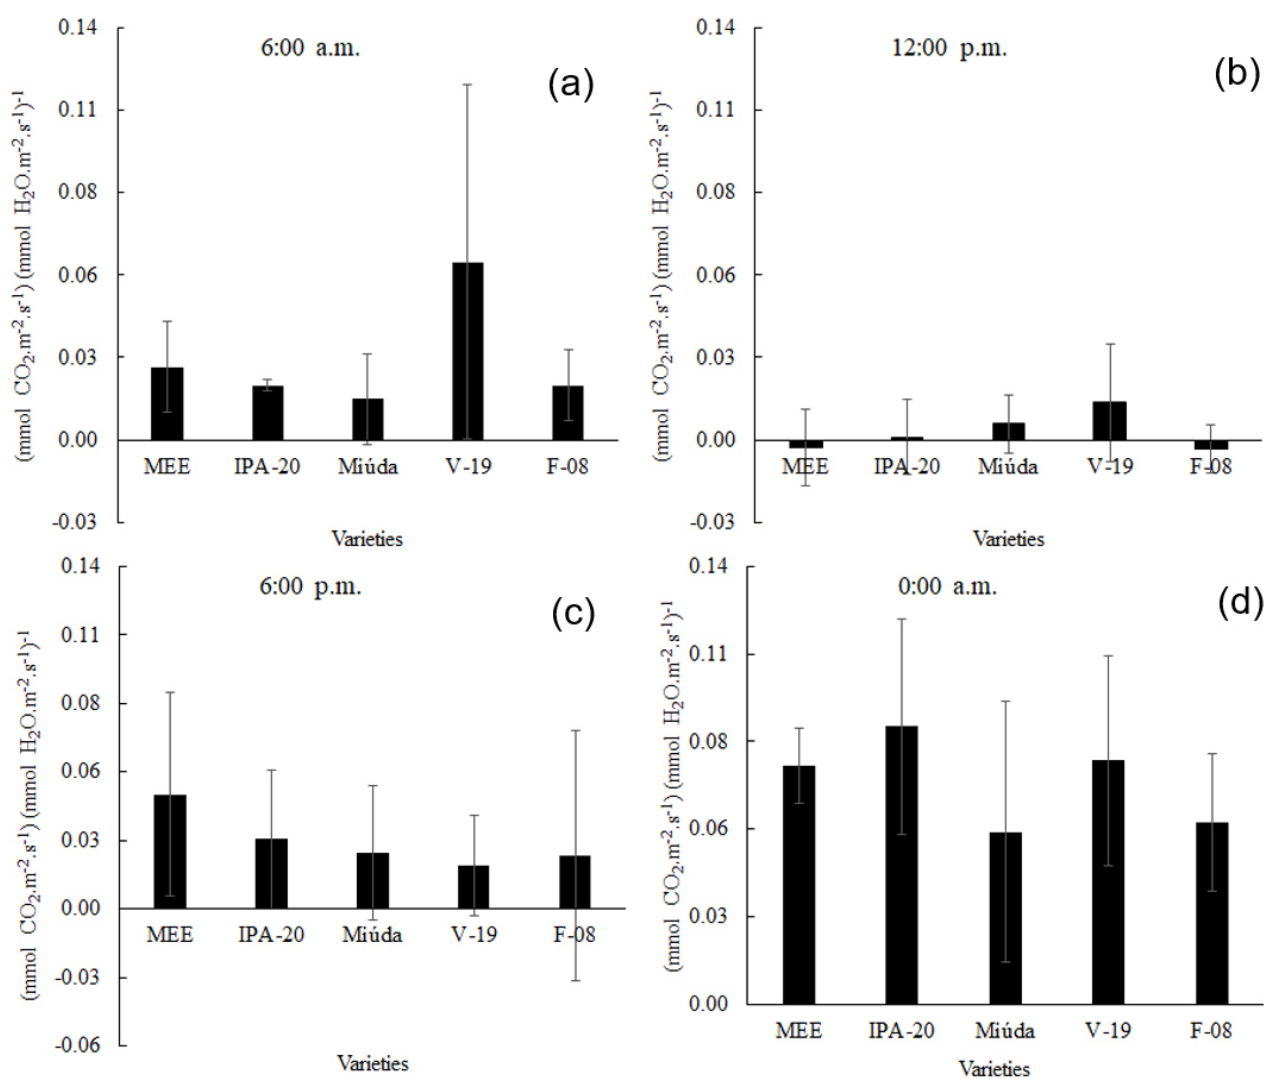 6:00 a.m.
(a)
(mmol CO₂.m⁻².s⁻¹) (mmol H₂O.m⁻².s⁻¹)⁻¹
0.14
0.11
0.08
0.06
0.03
0.00
-0.03
MEE IPA-20 Miúda V-19 F-08
Varieties
12:00 p.m.
(b)
(mmol CO₂.m⁻².s⁻¹) (mmol H₂O.m⁻².s⁻¹)⁻¹
0.14
0.11
0.08
0.06
0.03
0.00
-0.03
MEE IPA-20 Miúda V-19 F-08
Varieties
6:00 p.m.
(c)
(mmol CO₂.m⁻².s⁻¹) (mmol H₂O.m⁻².s⁻¹)⁻¹
0.14
0.11
0.08
0.06
0.03
0.00
-0.03
-0.06
MEE IPA-20 Miúda V-19 F-08
Varieties
0:00 a.m.
(d)
(mmol CO₂.m⁻².s⁻¹) (mmol H₂O.m⁻².s⁻¹)⁻¹
0.14
0.11
0.08
0.06
0.03
0.00
MEE IPA-20 Miúda V-19 F-08
Varieties